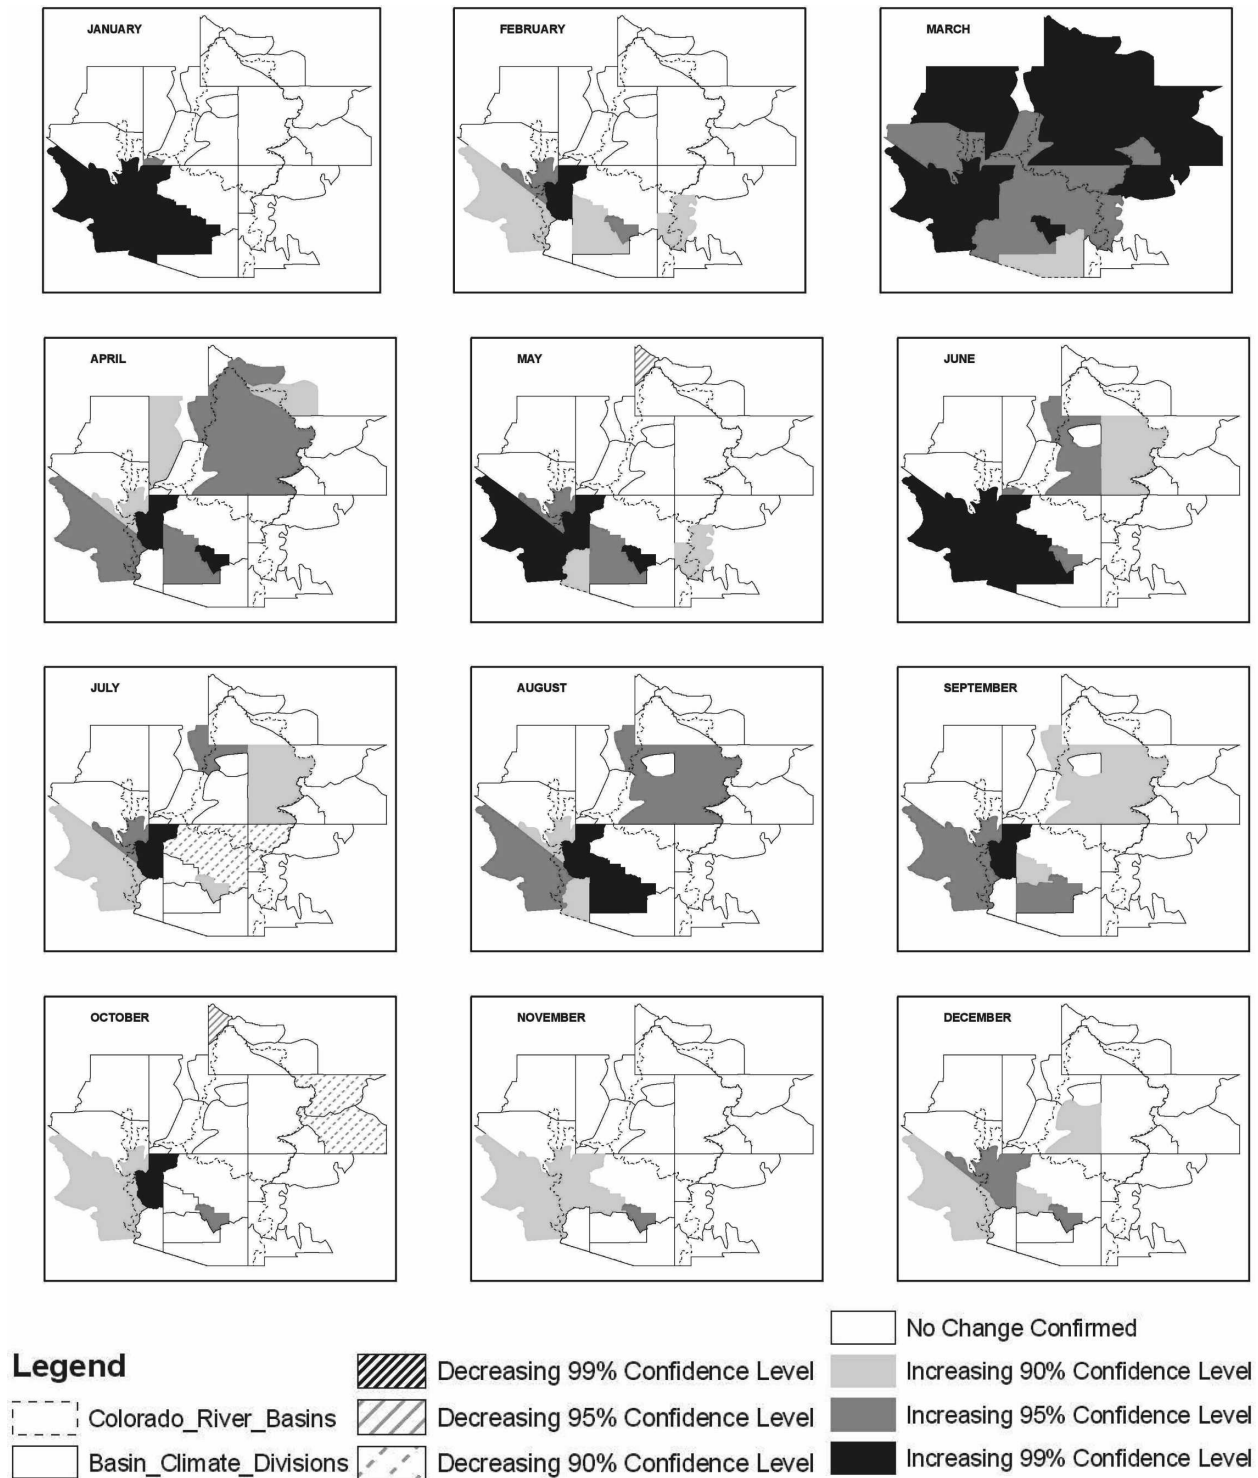 JANUARY
FEBRUARY
MARCH
APRIL
MAY
JUNE
JULY
AUGUST
SEPTEMBER
OCTOBER
NOVEMBER
DECEMBER
Legend
Colorado_River_Basins
Basin_Climate_Divisions
Decreasing 99% Confidence Level
Decreasing 95% Confidence Level
Decreasing 90% Confidence Level
No Change Confirmed
Increasing 90% Confidence Level
Increasing 95% Confidence Level
Increasing 99% Confidence Level